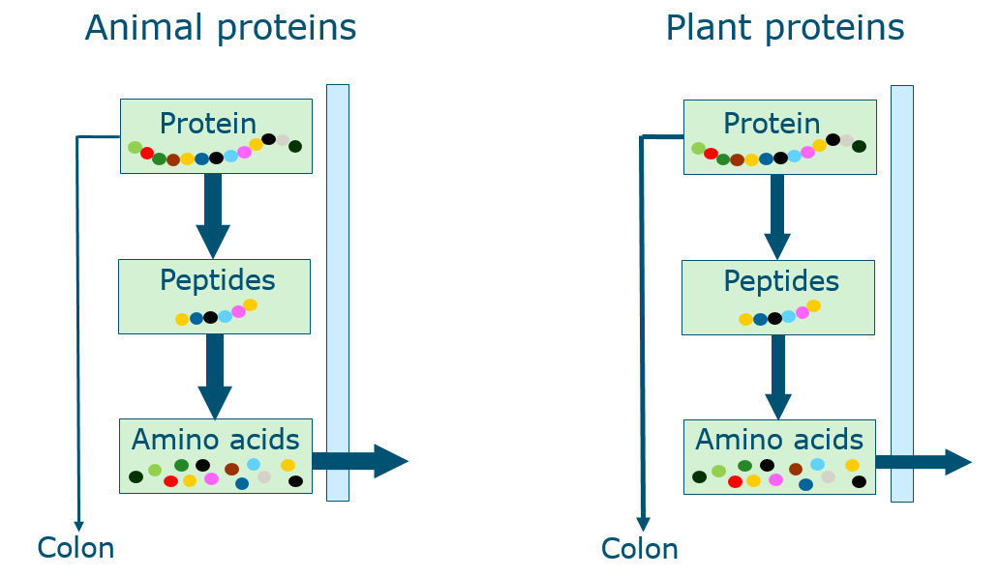 Animal proteins
Protein
Peptides
Amino acids
Colon
Plant proteins
Protein
Peptides
Amino acids
Colon